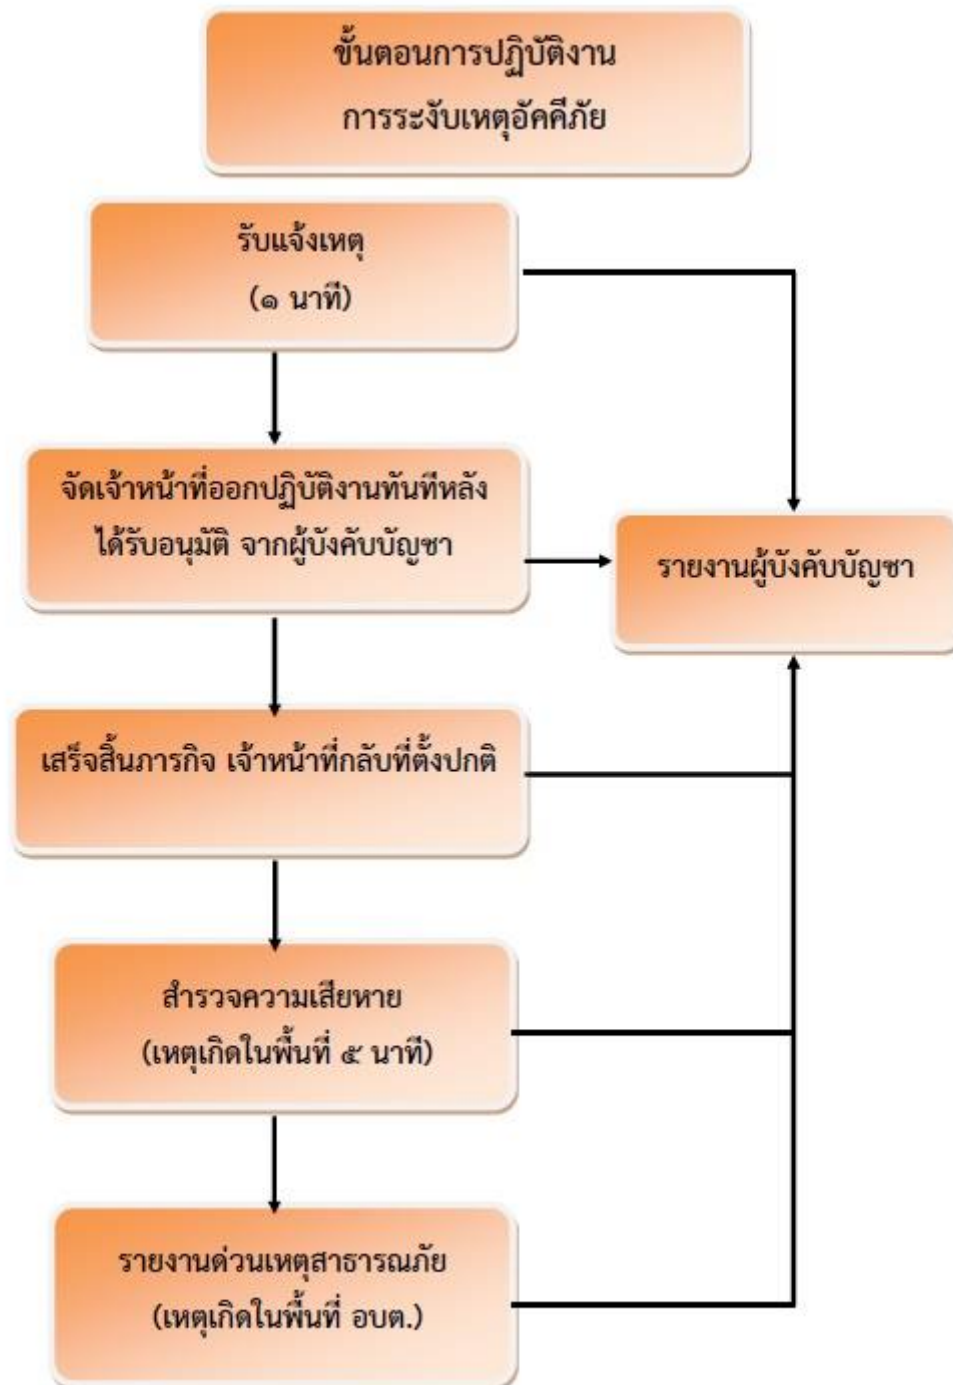 ขั้นตอนการปฏิบัติงาน
การระงับเหตุอัคคีภัย
รับแจ้งเหตุ
(๑ นาที)
จัดเจ้าหน้าที่ออกปฏิบัติงานทันทีหลัง
ได้รับอนุมัติ จากผู้บังคับบัญชา
รายงานผู้บังคับบัญชา
เสร็จสิ้นภารกิจ เจ้าหน้าที่กลับที่ตั้งปกติ
สำรวจความเสียหาย
(เหตุเกิดในพื้นที่ ๕ นาที)
รายงานด่วนเหตุสาธารณภัย
(เหตุเกิดในพื้นที่ อบต.)